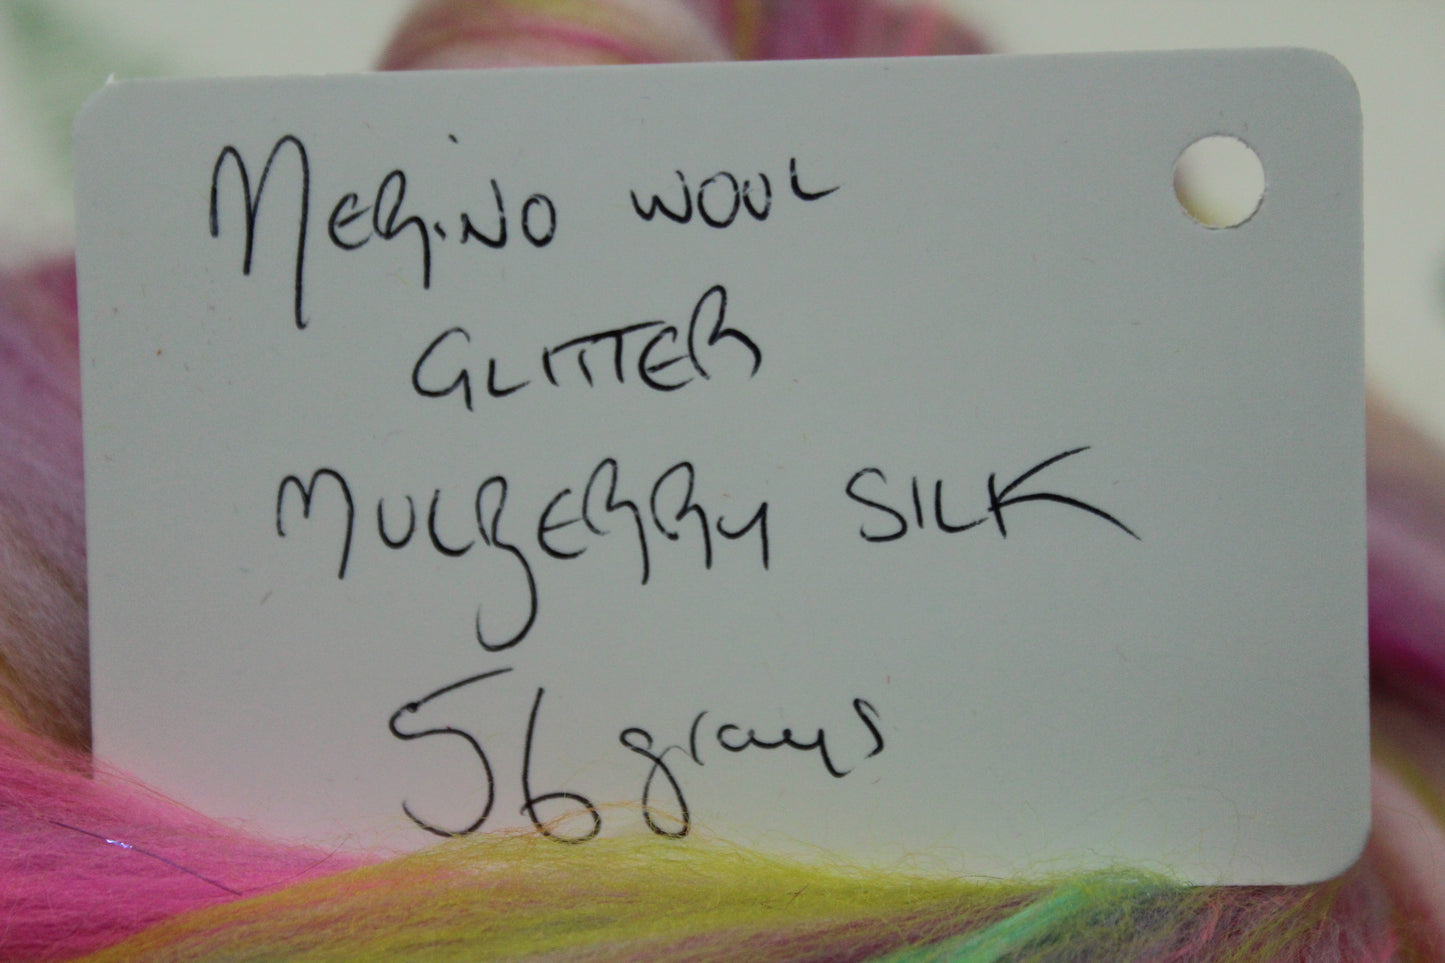 MERINO WOOL
GLITTER
MULBERRY SILK
56 grams